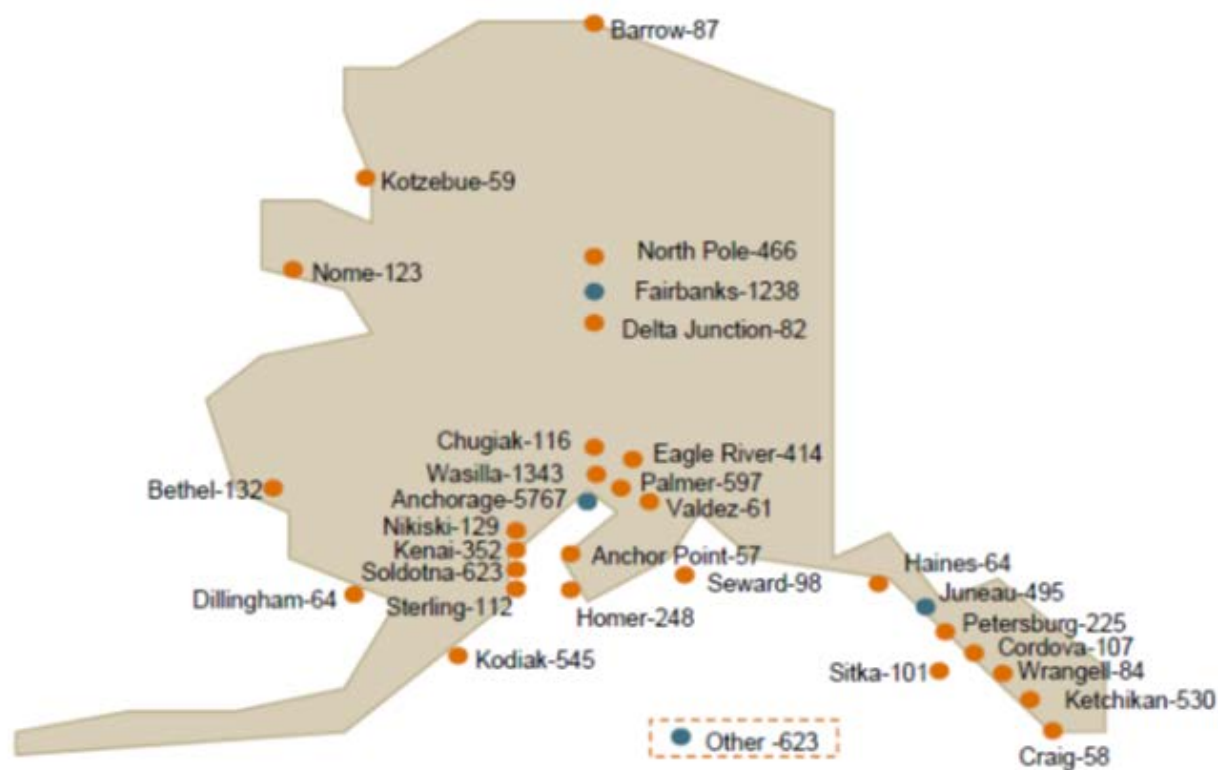 Barrow-87
Kotzebue-59
North Pole-466
Nome-123
Fairbanks-1238
Delta Junction-82
Chugiak-116
Eagle River-414
Wasilla-1343
Palmer-597
Bethel-132
Anchorage-5767
Valdez-61
Nikiski-129
Kenai-352
Anchor Point-57
Haines-64
Soldotna-623
Seward-98
Juneau-495
Dillingham-64
Sterling-112
Homer-248
Petersburg-225
Cordova-107
Kodiak-545
Sitka-101
Wrangell-84
Ketchikan-530
Other -623
Craig-58